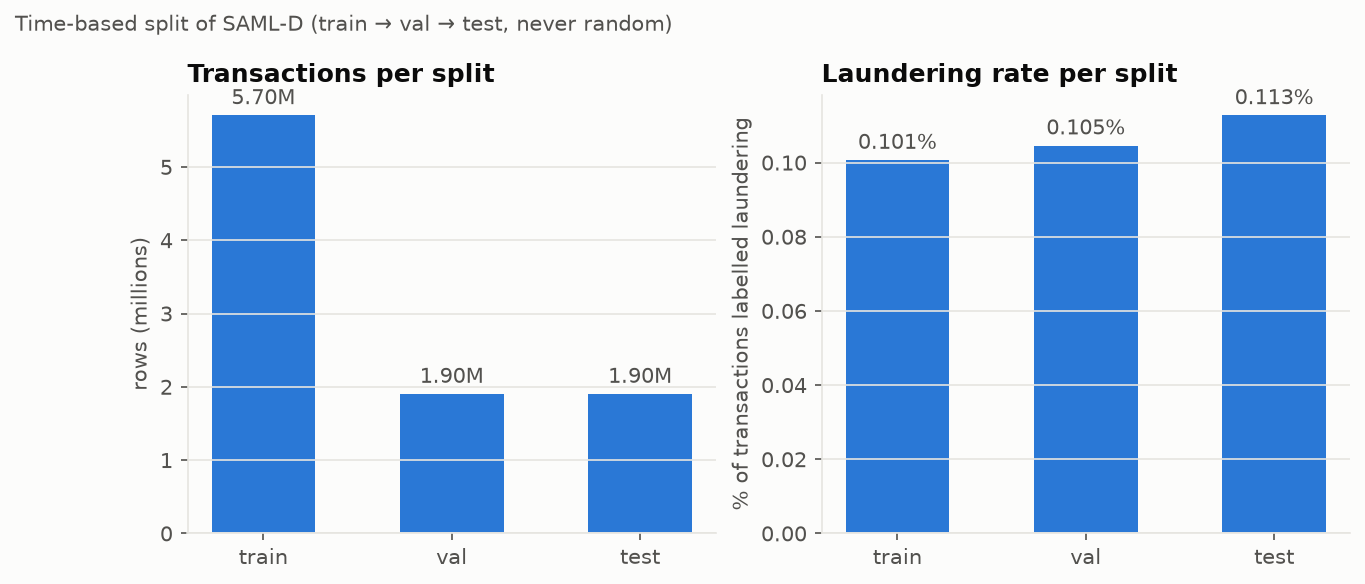 Time-based split of SAML-D (train → val → test, never random)
Transactions per split
5.70M
1.90M
1.90M
rows (millions)
5
4
3
2
1
0
train
val
test
Laundering rate per split
0.101%
0.105%
0.113%
% of transactions labelled laundering
0.10
0.08
0.06
0.04
0.02
0.00
train
val
test